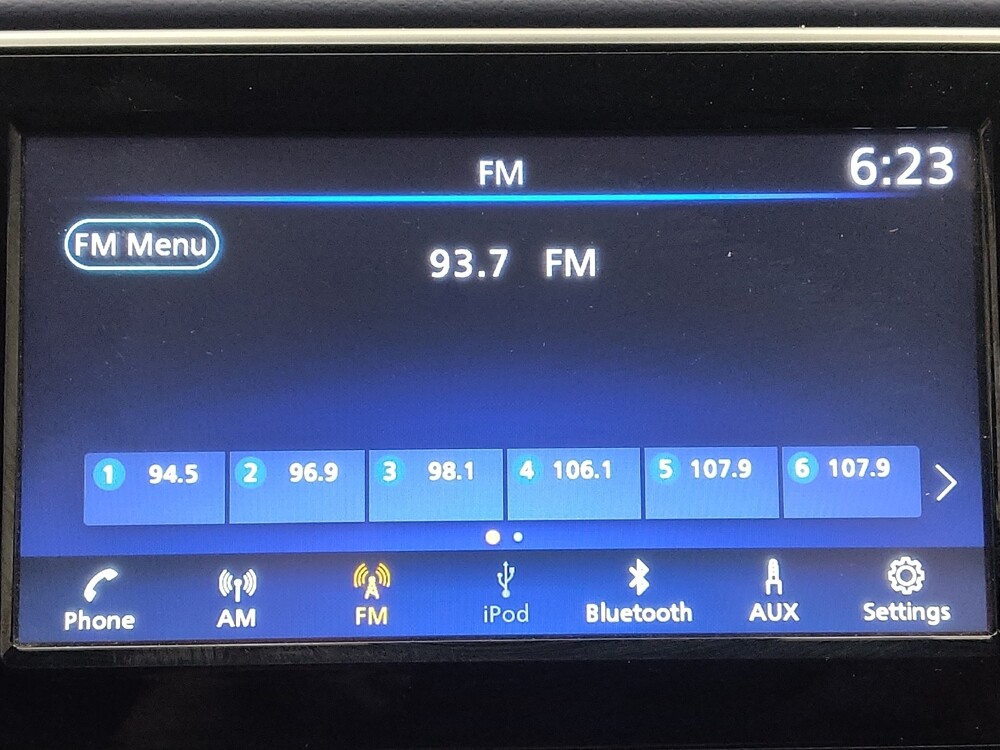 FM 6:23
FM Menu
93.7 FM
1 94.5 2 96.9 3 98.1 4 106.1 5 107.9 6 107.9
Phone AM FM iPod Bluetooth AUX Settings